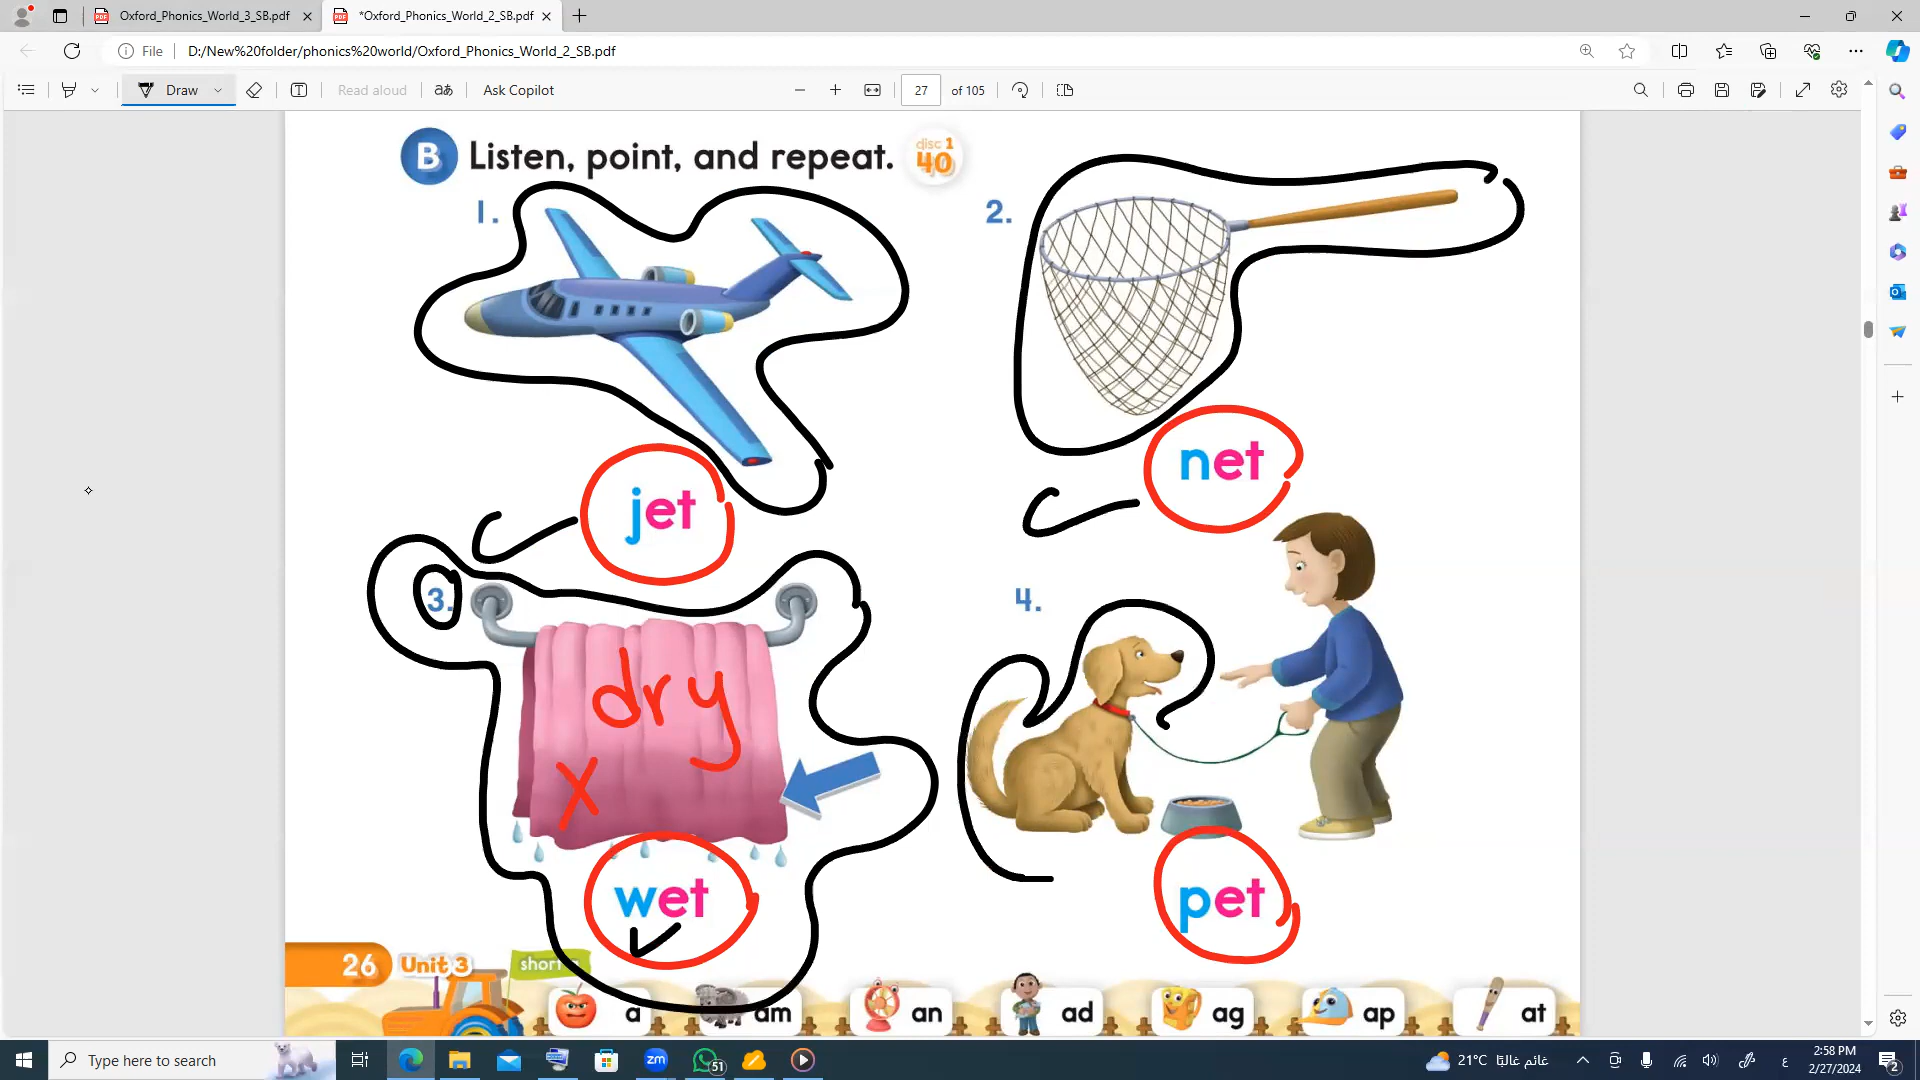 Oxford_Phonics_World_3_SB.pdf
*Oxford_Phonics_World_2_SB.pdf
File
D:/New%20folder/phonics%20world/Oxford_Phonics_World_2_SB.pdf
Draw
Read aloud
Ask Copilot
27 of 105
B Listen, point, and repeat. disc 1 40
1.
2.
net
jet
3.
4.
dry
x
wet
pet
26 Unit 3
a am an ad ag ap at
Type here to search
zm
51
21°C غائم غالبًا
ع
2:58 PM
2/27/2024
2